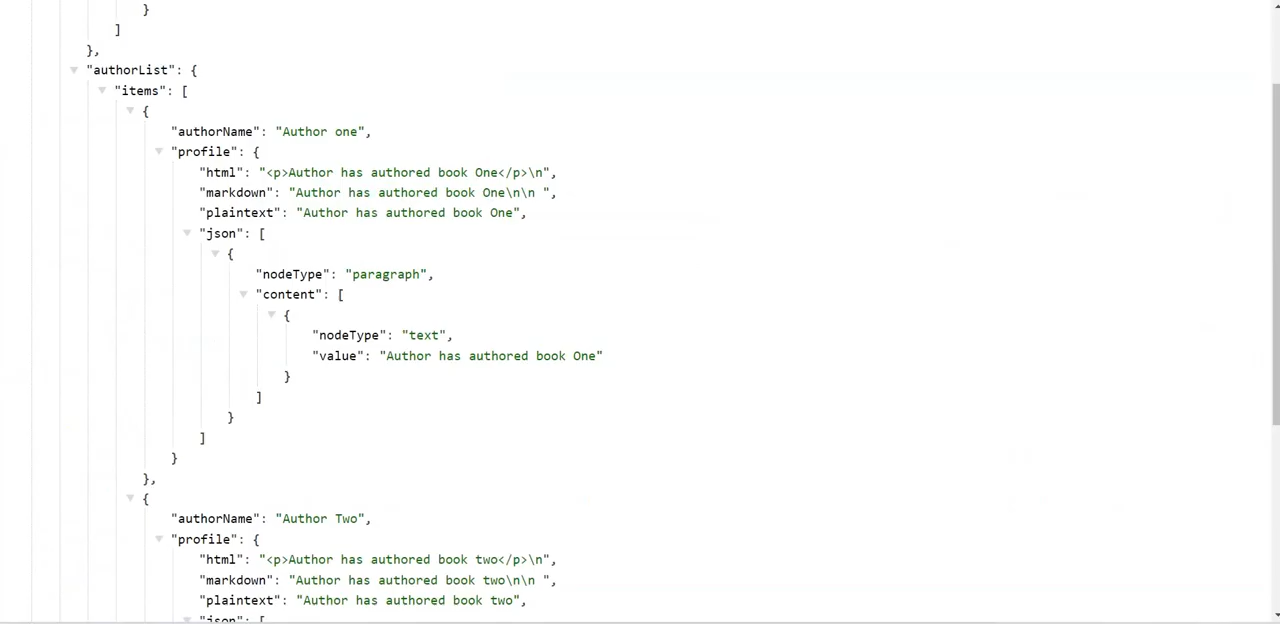 }
]
},
"authorList": {
"items": [
{
"authorName": "Author one",
"profile": {
"html": "<p>Author has authored book One</p>\n",
"markdown": "Author has authored book One\n\n ",
"plaintext": "Author has authored book One",
"json": [
{
"nodeType": "paragraph",
"content": [
{
"nodeType": "text",
"value": "Author has authored book One"
}
]
}
]
}
},
{
"authorName": "Author Two",
"profile": {
"html": "<p>Author has authored book two</p>\n",
"markdown": "Author has authored book two\n\n ",
"plaintext": "Author has authored book two",
"json": [